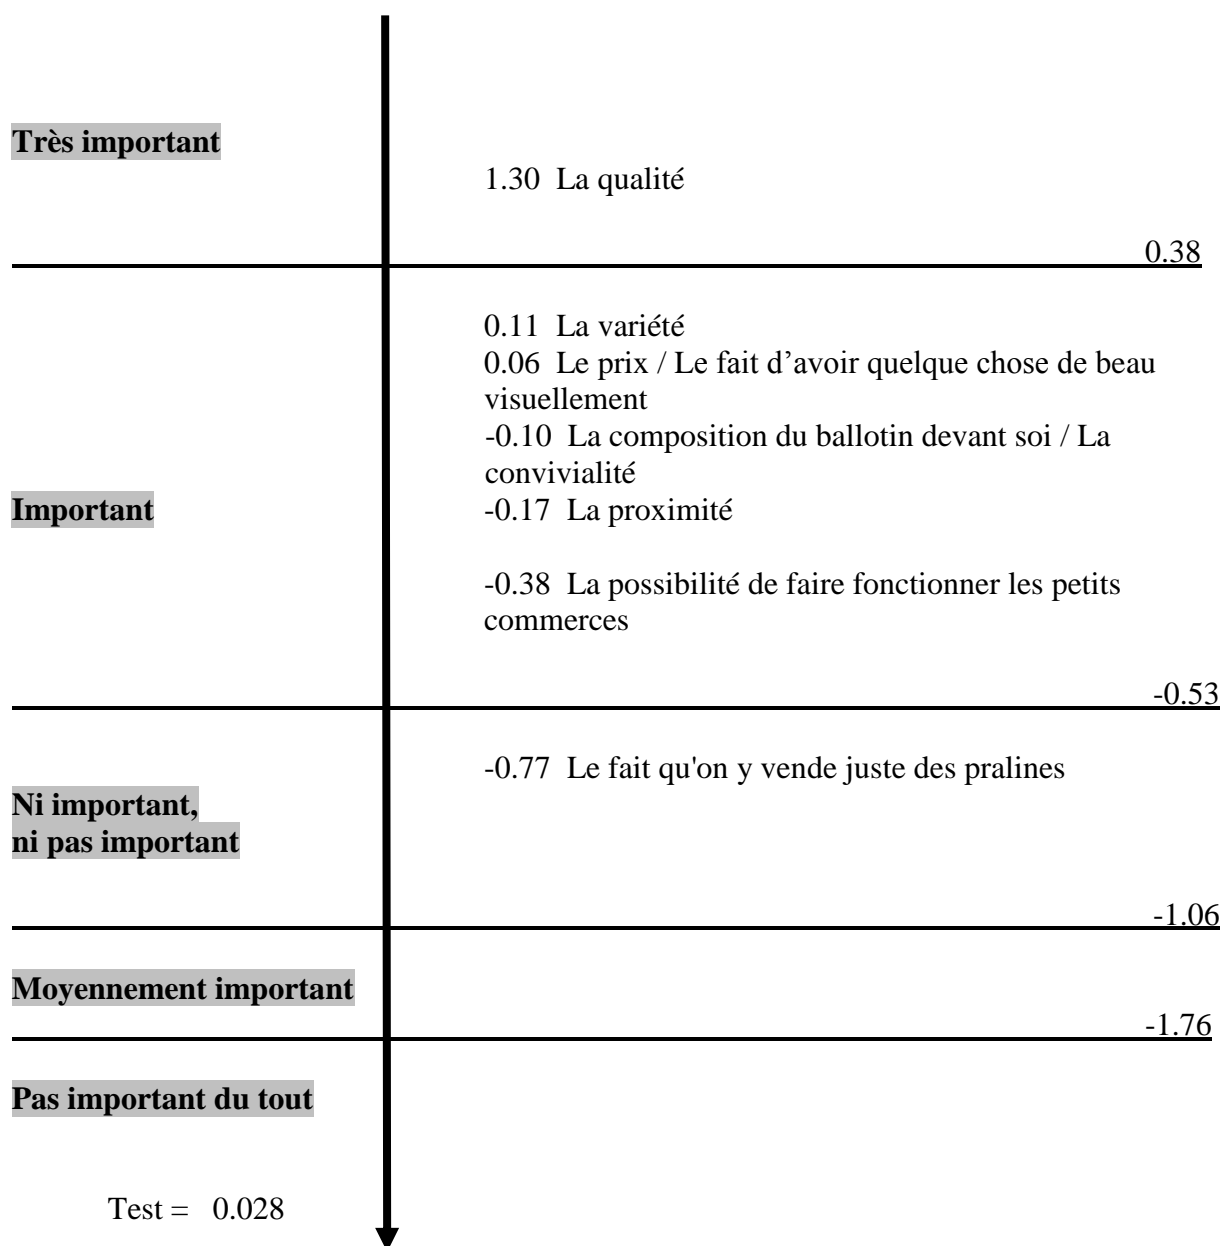 Très important
1.30 La qualité
0.38
0.11 La variété
0.06 Le prix / Le fait d’avoir quelque chose de beau
visuellement
-0.10 La composition du ballotin devant soi / La
convivialité
Important
-0.17 La proximité
-0.38 La possibilité de faire fonctionner les petits
commerces
-0.53
-0.77 Le fait qu'on y vende juste des pralines
Ni important,
ni pas important
-1.06
Moyennement important
-1.76
Pas important du tout
Test = 0.028